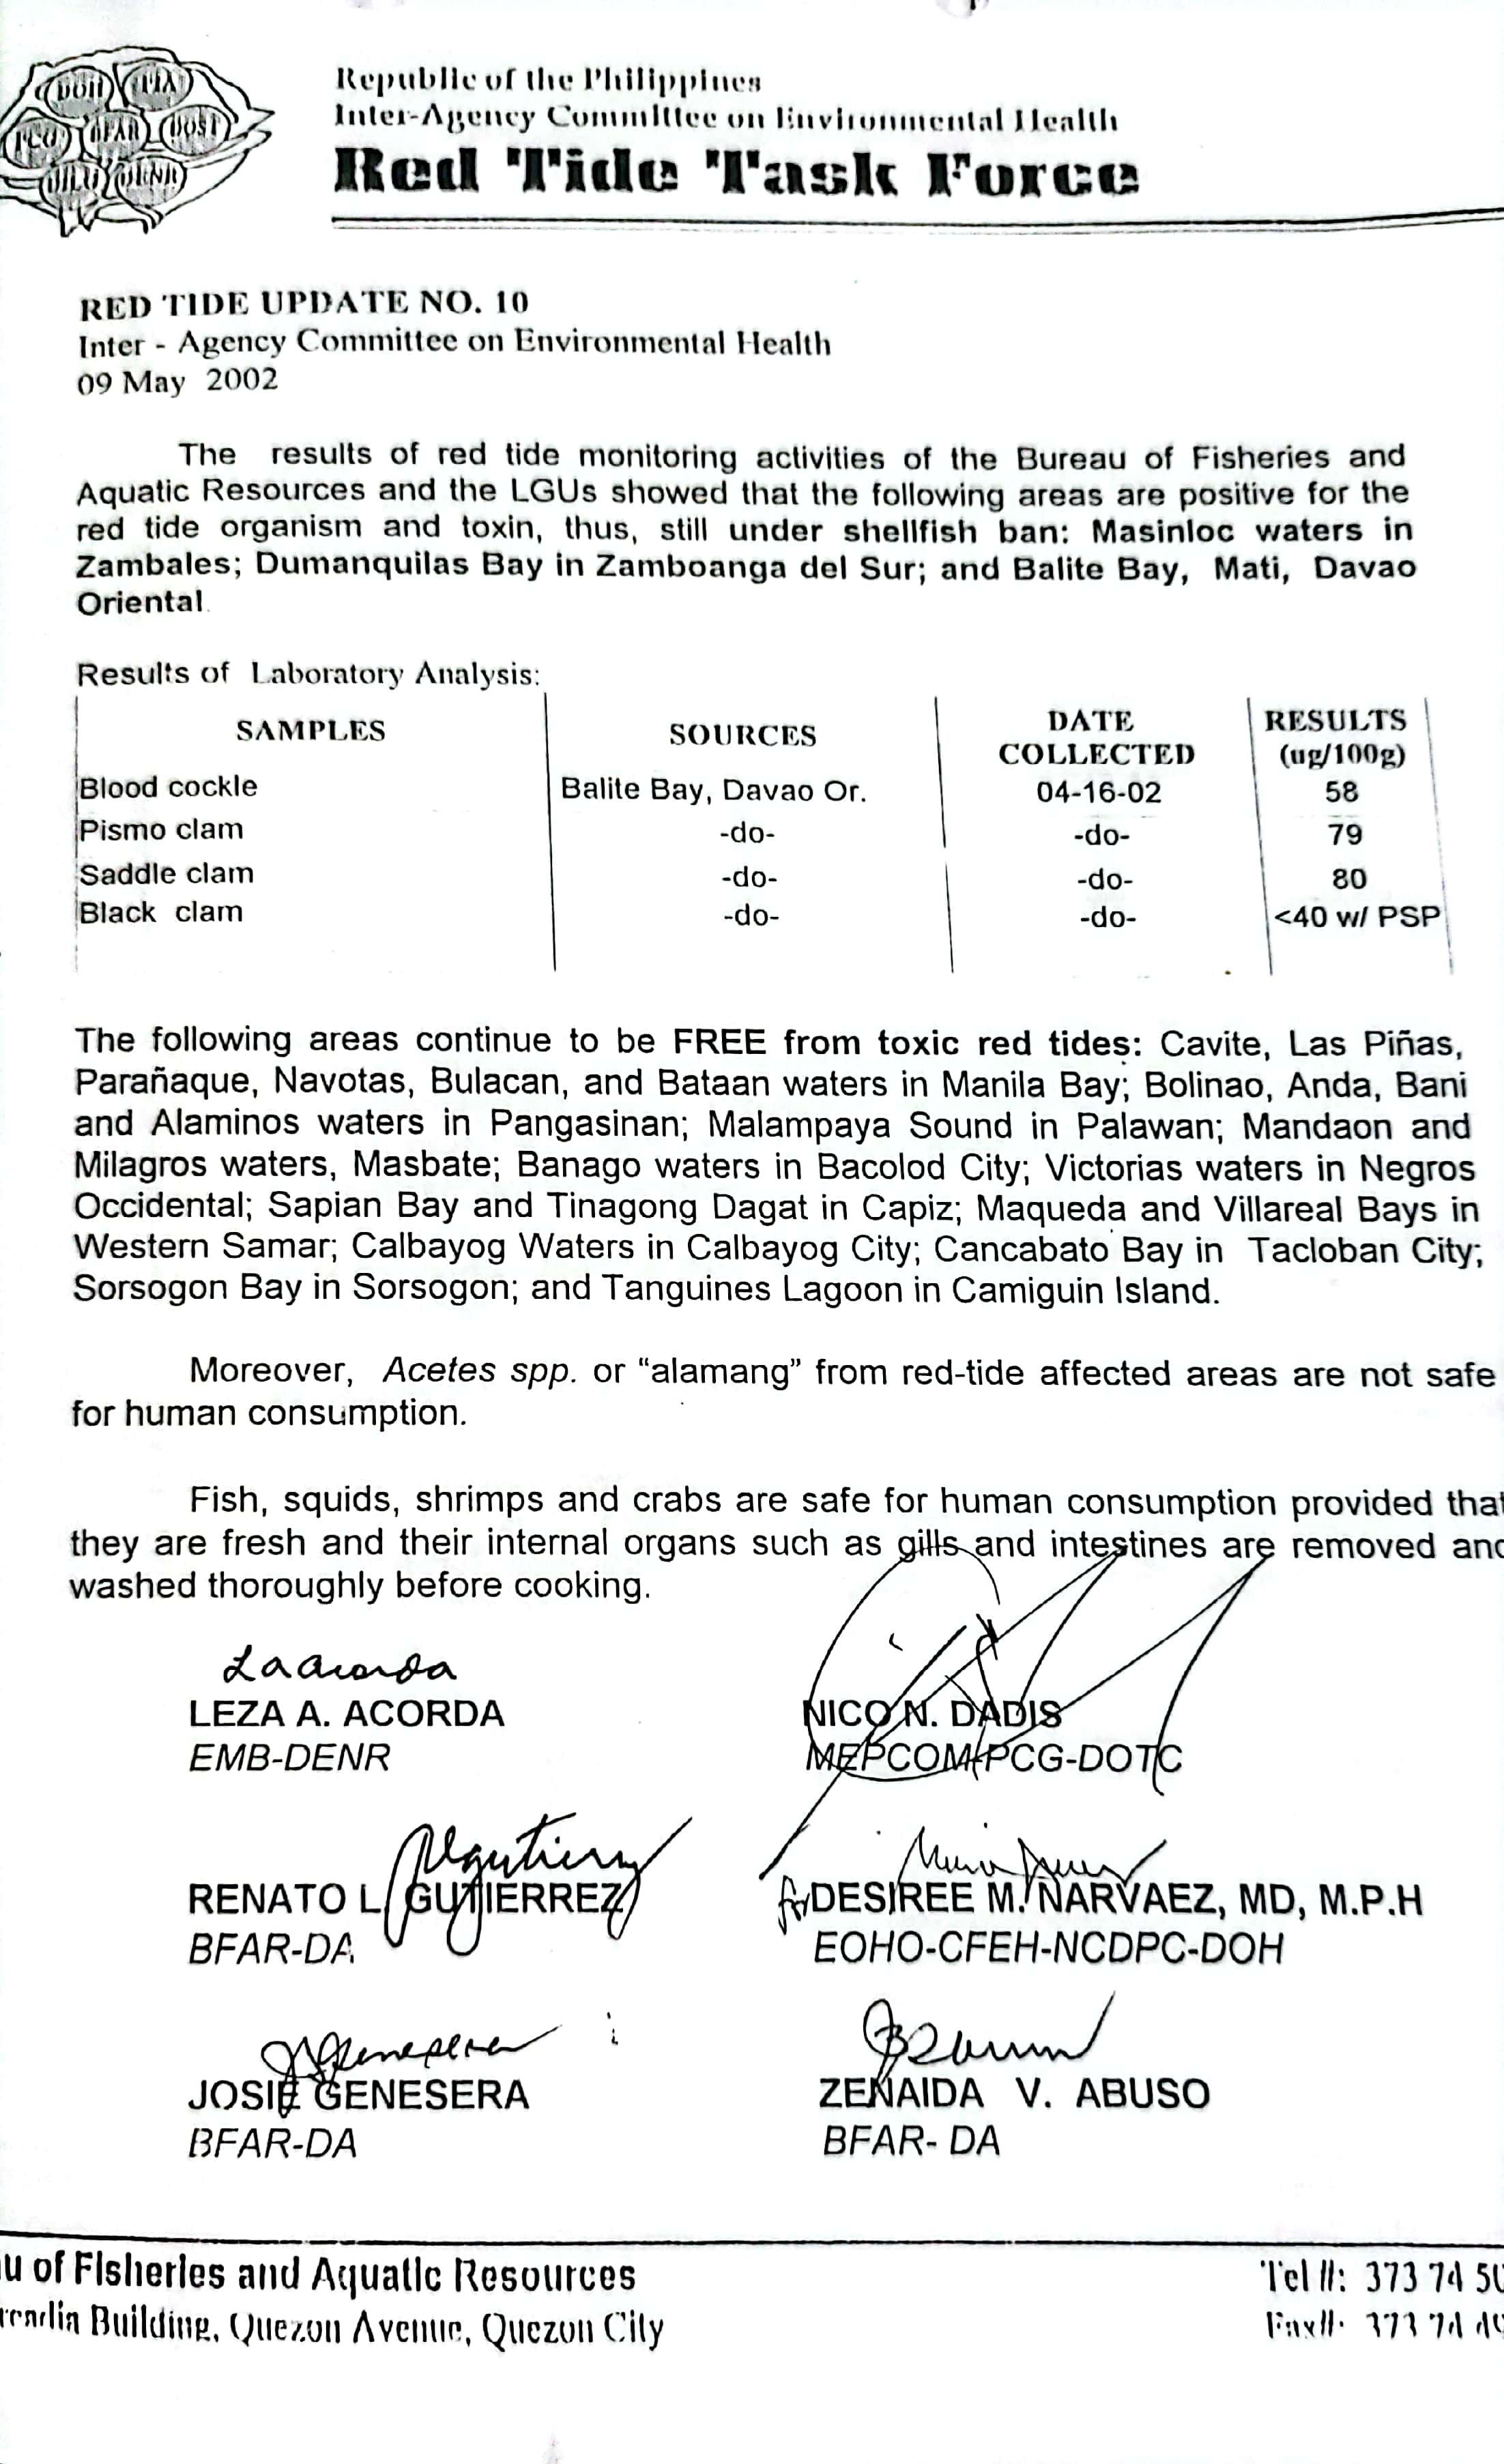 DOH PIA
PCO BFAR DOST
DILG DENR
Republic of the Philippines
Inter-Agency Committee on Environmental Health
Red Tide Task Force
RED TIDE UPDATE NO. 10
Inter - Agency Committee on Environmental Health
09 May 2002
The results of red tide monitoring activities of the Bureau of Fisheries and
Aquatic Resources and the LGUs showed that the following areas are positive for the
red tide organism and toxin, thus, still under shellfish ban: Masinloc waters in
Zambales; Dumanquilas Bay in Zamboanga del Sur; and Balite Bay, Mati, Davao
Oriental.
Results of Laboratory Analysis:
SAMPLES SOURCES DATE COLLECTED RESULTS (ug/100g)
Blood cockle Balite Bay, Davao Or. 04-16-02 58
Pismo clam -do- -do- 79
Saddle clam -do- -do- 80
Black clam -do- -do- <40 w/ PSP
The following areas continue to be FREE from toxic red tides: Cavite, Las Piñas,
Parañaque, Navotas, Bulacan, and Bataan waters in Manila Bay; Bolinao, Anda, Bani
and Alaminos waters in Pangasinan; Malampaya Sound in Palawan; Mandaon and
Milagros waters, Masbate; Banago waters in Bacolod City; Victorias waters in Negros
Occidental; Sapian Bay and Tinagong Dagat in Capiz; Maqueda and Villareal Bays in
Western Samar; Calbayog Waters in Calbayog City; Cancabato Bay in Tacloban City;
Sorsogon Bay in Sorsogon; and Tanguines Lagoon in Camiguin Island.
Moreover, Acetes spp. or “alamang” from red-tide affected areas are not safe
for human consumption.
Fish, squids, shrimps and crabs are safe for human consumption provided that
they are fresh and their internal organs such as gills and intestines are removed and
washed thoroughly before cooking.
LEZA A. ACORDA NICO N. DADIS
EMB-DENR MEPCOM-PCG-DOTC
RENATO L. GUTIERREZ for DESIREE M. NARVAEZ, MD, M.P.H
BFAR-DA EOHO-CFEH-NCDPC-DOH
JOSIE GENESERA ZENAIDA V. ABUSO
BFAR-DA BFAR- DA
u of Fisheries and Aquatic Resources Tel #: 373 74 50
rcadia Building, Quezon Avenue, Quezon City Fax#: 373 74 49